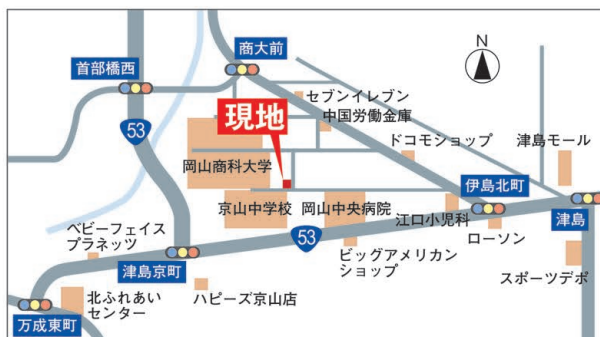 商大前
N
首部橋西
セブンイレブン
中国労働金庫
53
現地
ドコモショップ
津島モール
岡山商科大学
伊島北町
京山中学校
岡山中央病院
江口小児科
津島
ベビーフェイス
プラネッツ
53
ローソン
津島京町
ビッグアメリカン
ショップ
スポーツデポ
北ふれあい
センター
ハピーズ京山店
万成東町